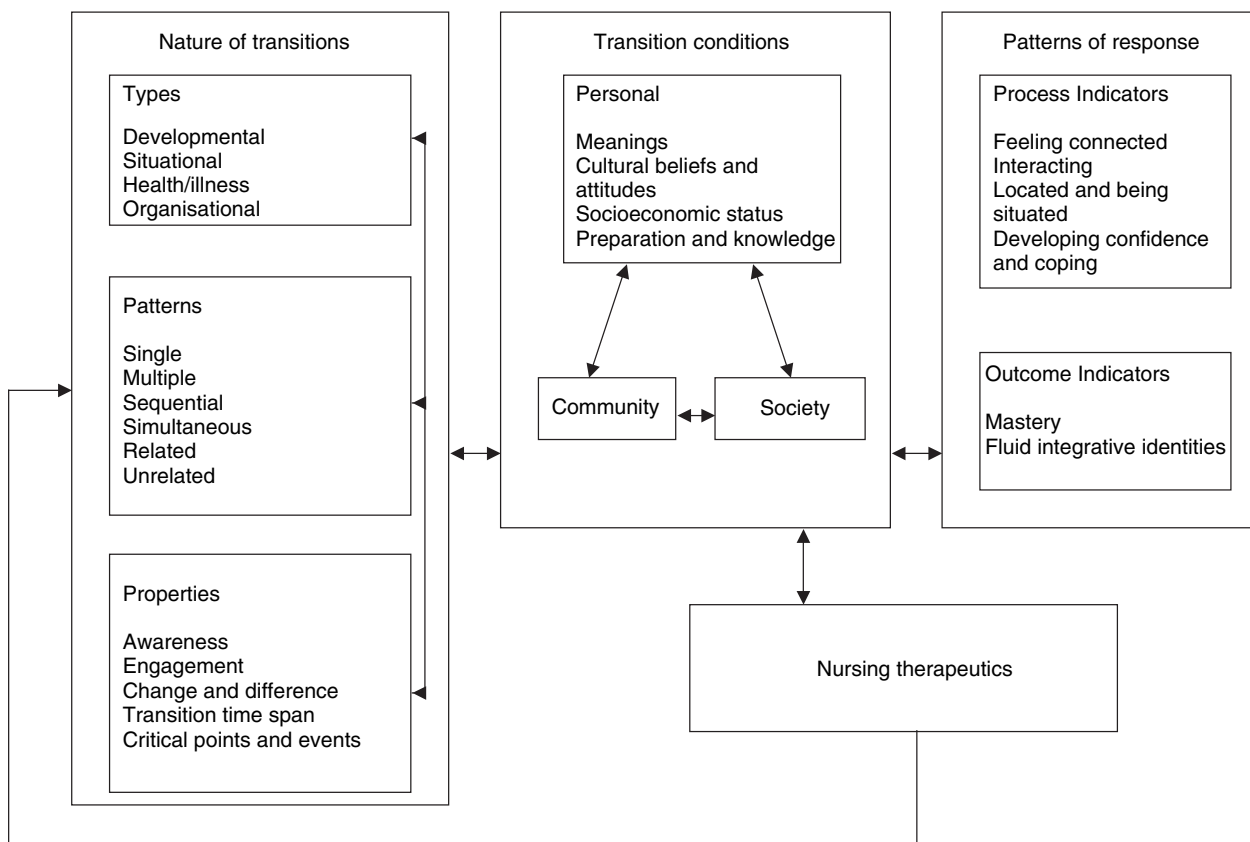 Nature of transitions
Types
Developmental
Situational
Health/illness
Organisational
Patterns
Single
Multiple
Sequential
Simultaneous
Related
Unrelated
Properties
Awareness
Engagement
Change and difference
Transition time span
Critical points and events
Transition conditions
Personal
Meanings
Cultural beliefs and
attitudes
Socioeconomic status
Preparation and knowledge
Community
Society
Patterns of response
Process Indicators
Feeling connected
Interacting
Located and being
situated
Developing confidence
and coping
Outcome Indicators
Mastery
Fluid integrative identities
Nursing therapeutics